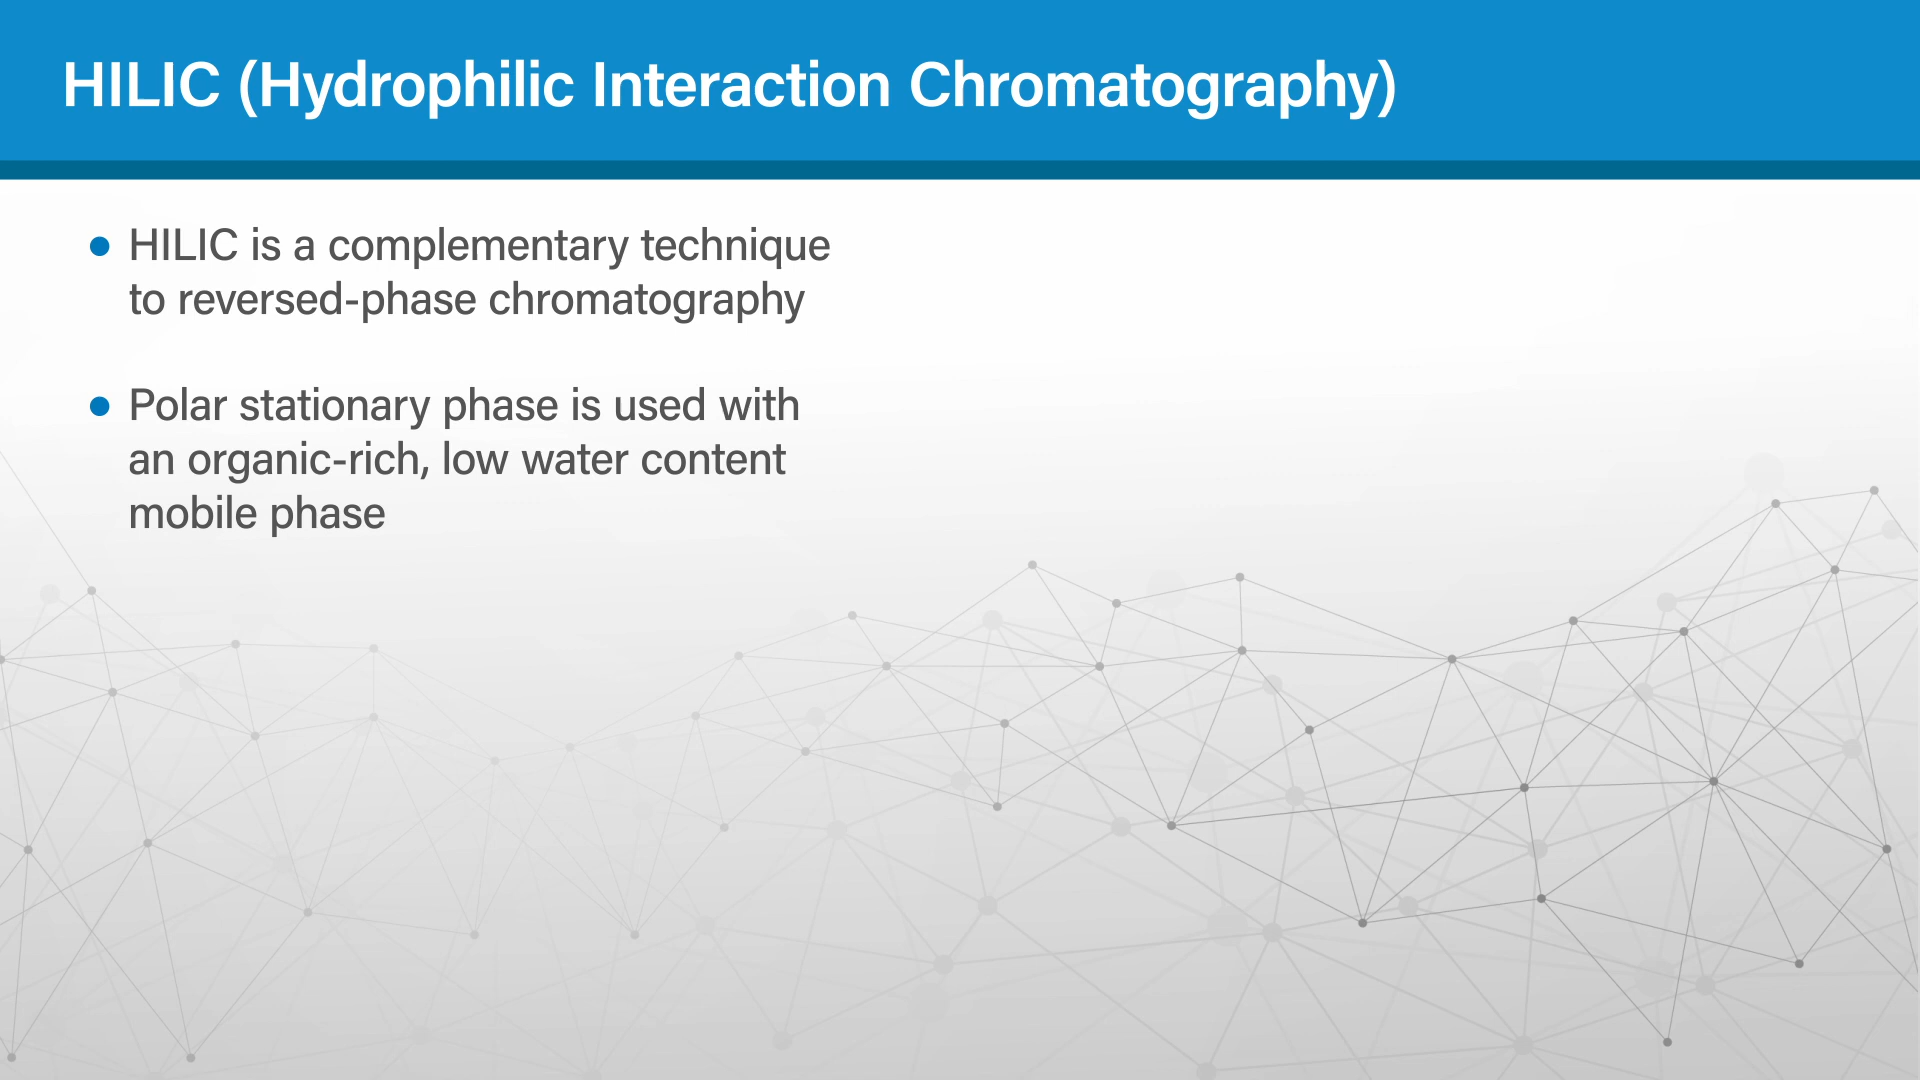 HILIC (Hydrophilic Interaction Chromatography)
HILIC is a complementary technique
to reversed-phase chromatography
Polar stationary phase is used with
an organic-rich, low water content
mobile phase